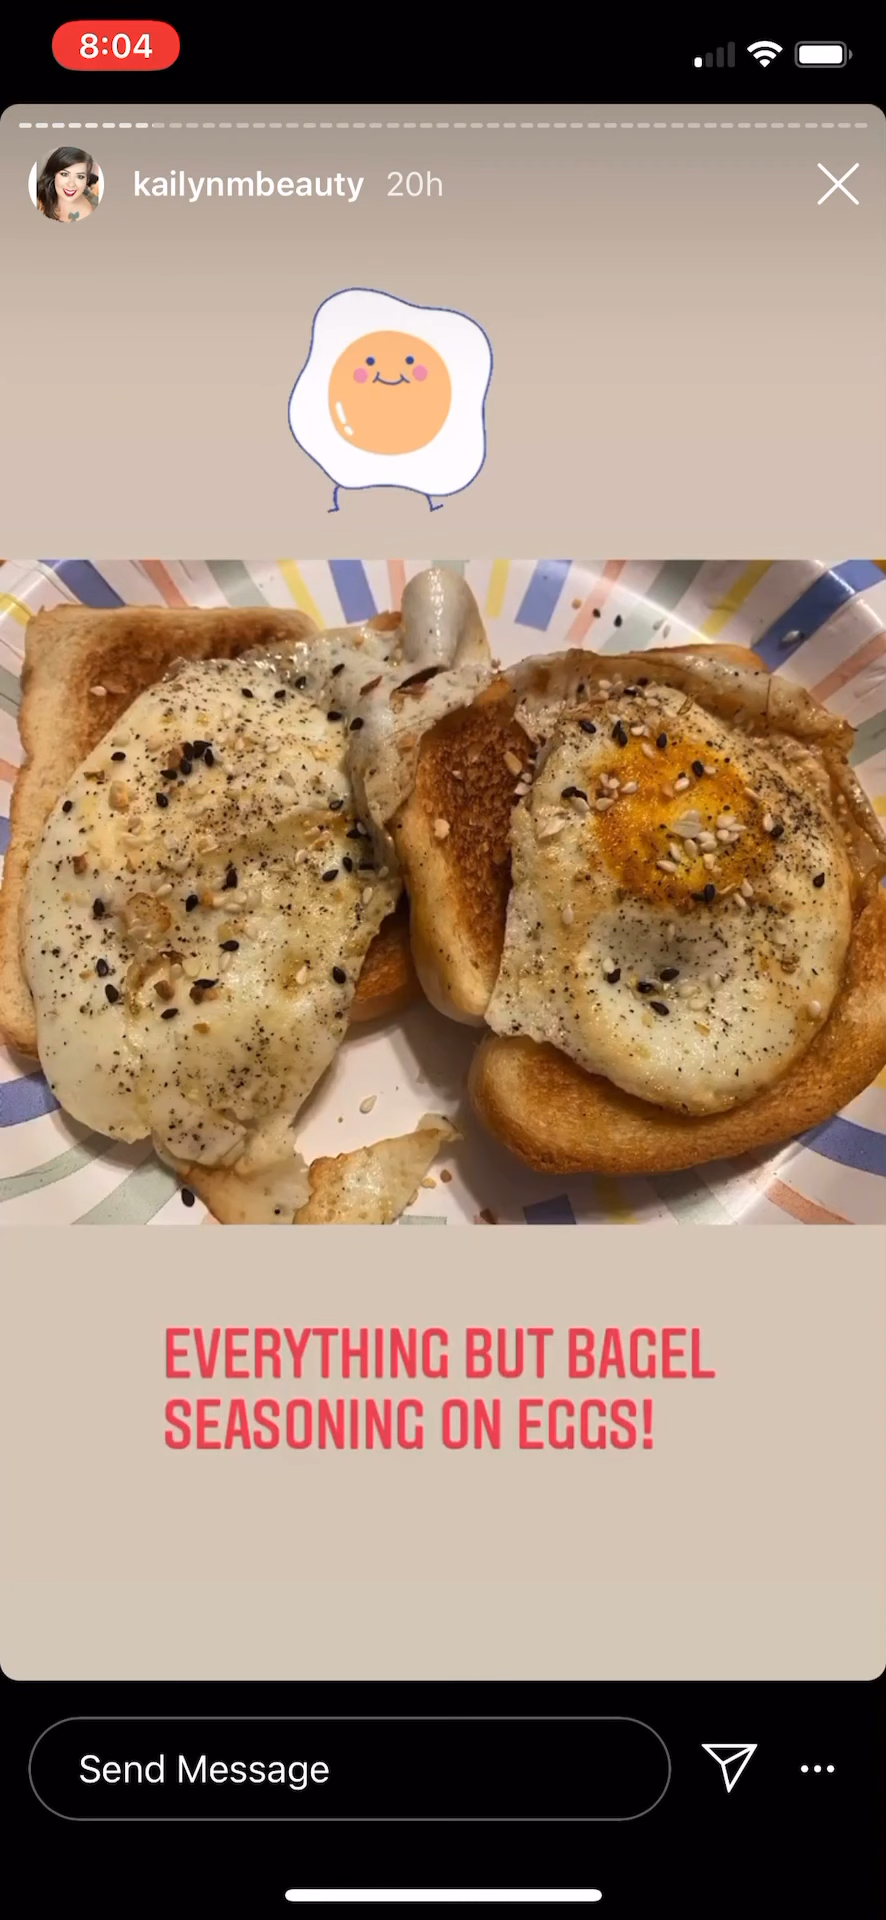 8:04
kailynmbeauty 20h
EVERYTHING BUT BAGEL
SEASONING ON EGGS!
Send Message